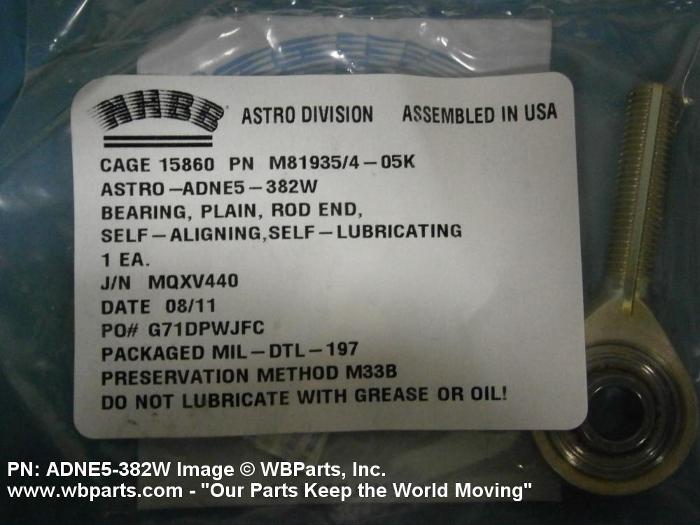 NHBB® ASTRO DIVISION ASSEMBLED IN USA
CAGE 15860 PN M81935/4-05K
ASTRO-ADNE5-382W
BEARING, PLAIN, ROD END,
SELF-ALIGNING,SELF-LUBRICATING
1 EA.
J/N MQXV440
DATE 08/11
PO# G71DPWJFC
PACKAGED MIL-DTL-197
PRESERVATION METHOD M33B
DO NOT LUBRICATE WITH GREASE OR OIL!
PN: ADNE5-382W Image © WBParts, Inc.
www.wbparts.com - "Our Parts Keep the World Moving"